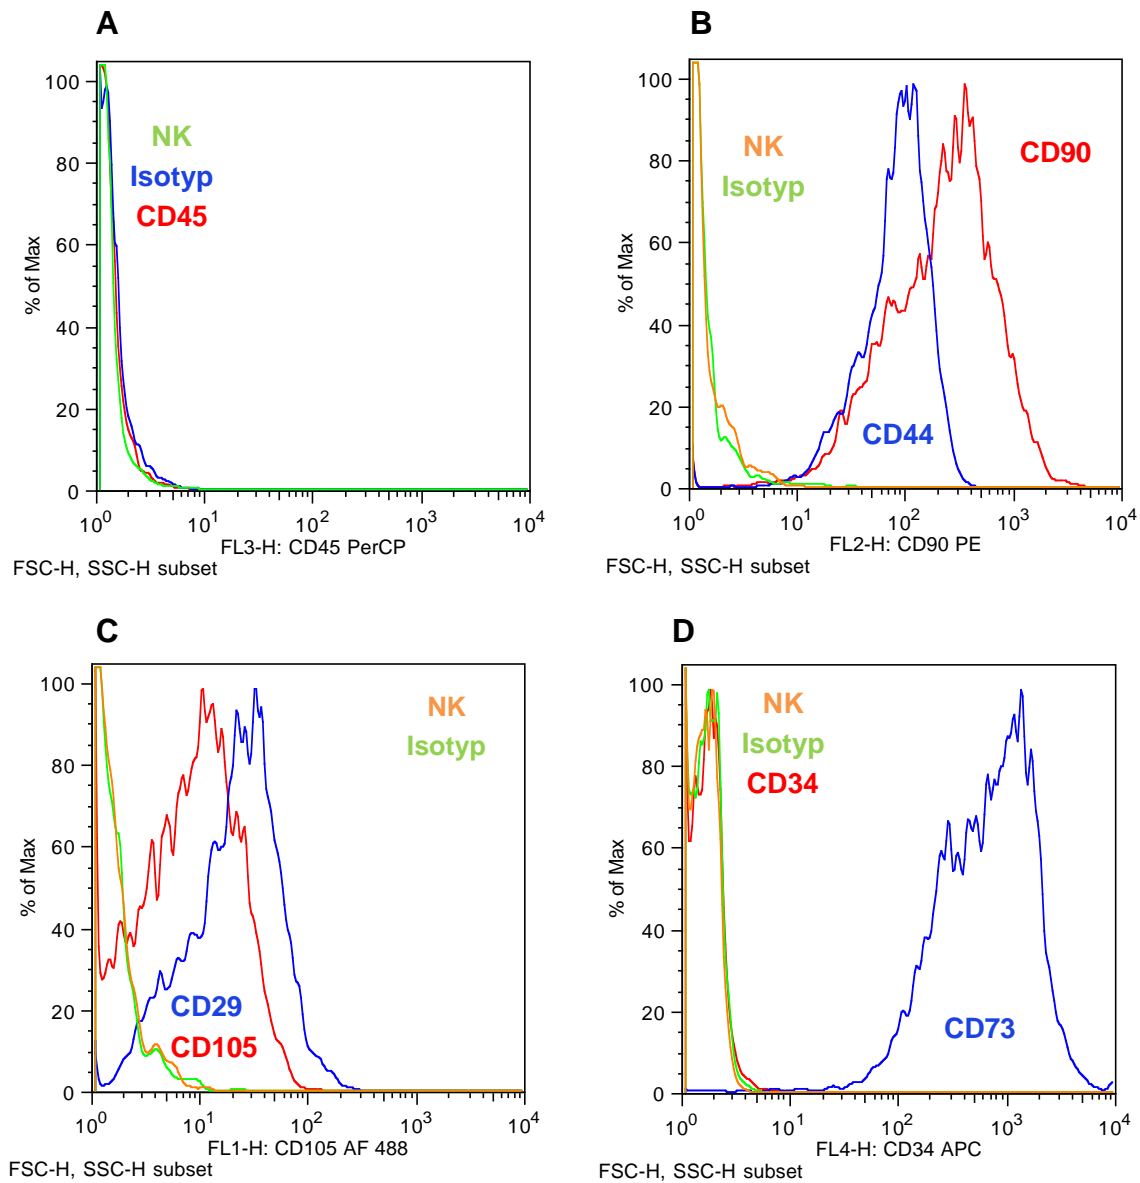 A
100
80
60
40
20
0
% of Max
NK
Isotyp
CD45
10^0
10^1
10^2
10^3
10^4
FL3-H: CD45 PerCP
FSC-H, SSC-H subset
B
100
80
60
40
20
0
% of Max
NK
Isotyp
CD90
CD44
10^0
10^1
10^2
10^3
10^4
FL2-H: CD90 PE
FSC-H, SSC-H subset
C
100
80
60
40
20
0
% of Max
NK
Isotyp
CD29
CD105
10^0
10^1
10^2
10^3
10^4
FL1-H: CD105 AF 488
FSC-H, SSC-H subset
D
100
80
60
40
20
0
% of Max
NK
Isotyp
CD34
CD73
10^0
10^1
10^2
10^3
10^4
FL4-H: CD34 APC
FSC-H, SSC-H subset